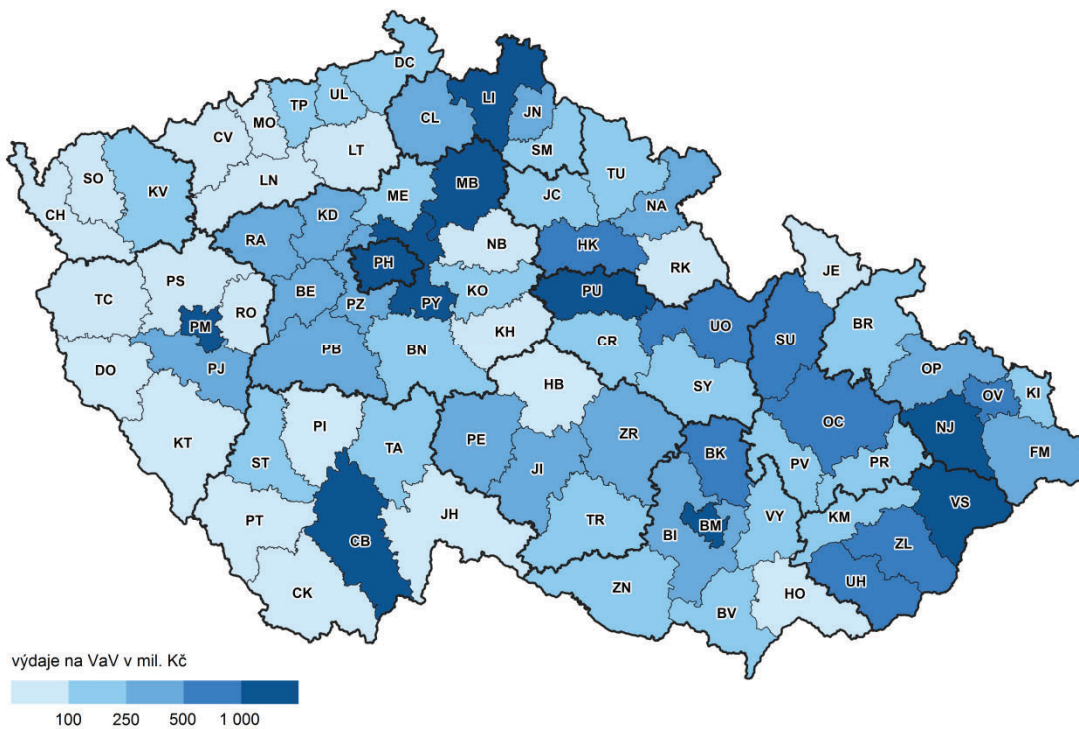 DC
LI
JN
CL
UL
TP
MO
CV
LT
SM
LN
SO
KV
CH
ME
MB
JC
TU
NA
KD
RA
NB
HK
PH
RK
JE
PS
TC
BE
PZ
PY
KO
PU
RO
PM
UO
SU
BR
DO
PJ
PB
BN
KH
CR
SY
OP
OV
KI
HB
KT
PI
TA
ST
PE
ZR
BK
OC
NJ
FM
JI
PV
PR
VS
PT
CB
JH
TR
BI
BM
VY
KM
ZL
UH
CK
ZN
BV
HO
výdaje na VaV v mil. Kč
100 250 500 1 000